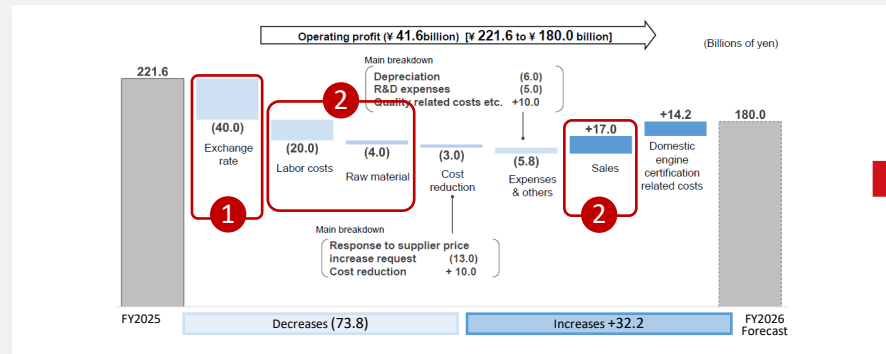 Operating profit (¥ 41.6billion) [¥ 221.6 to ¥ 180.0 billion]
(Billions of yen)
Main breakdown
Depreciation (6.0)
R&D expenses (5.0)
Quality related costs etc. +10.0
221.6
(40.0)
Exchange
rate
1
2
(20.0)
Labor costs
(4.0)
Raw material
(3.0)
Cost
reduction
(5.8)
Expenses
& others
+17.0
Sales
2
+14.2
Domestic
engine
certification
related costs
180.0
Main breakdown
Response to supplier price
increase request (13.0)
Cost reduction + 10.0
FY2025
Decreases (73.8)
Increases +32.2
FY2026
Forecast